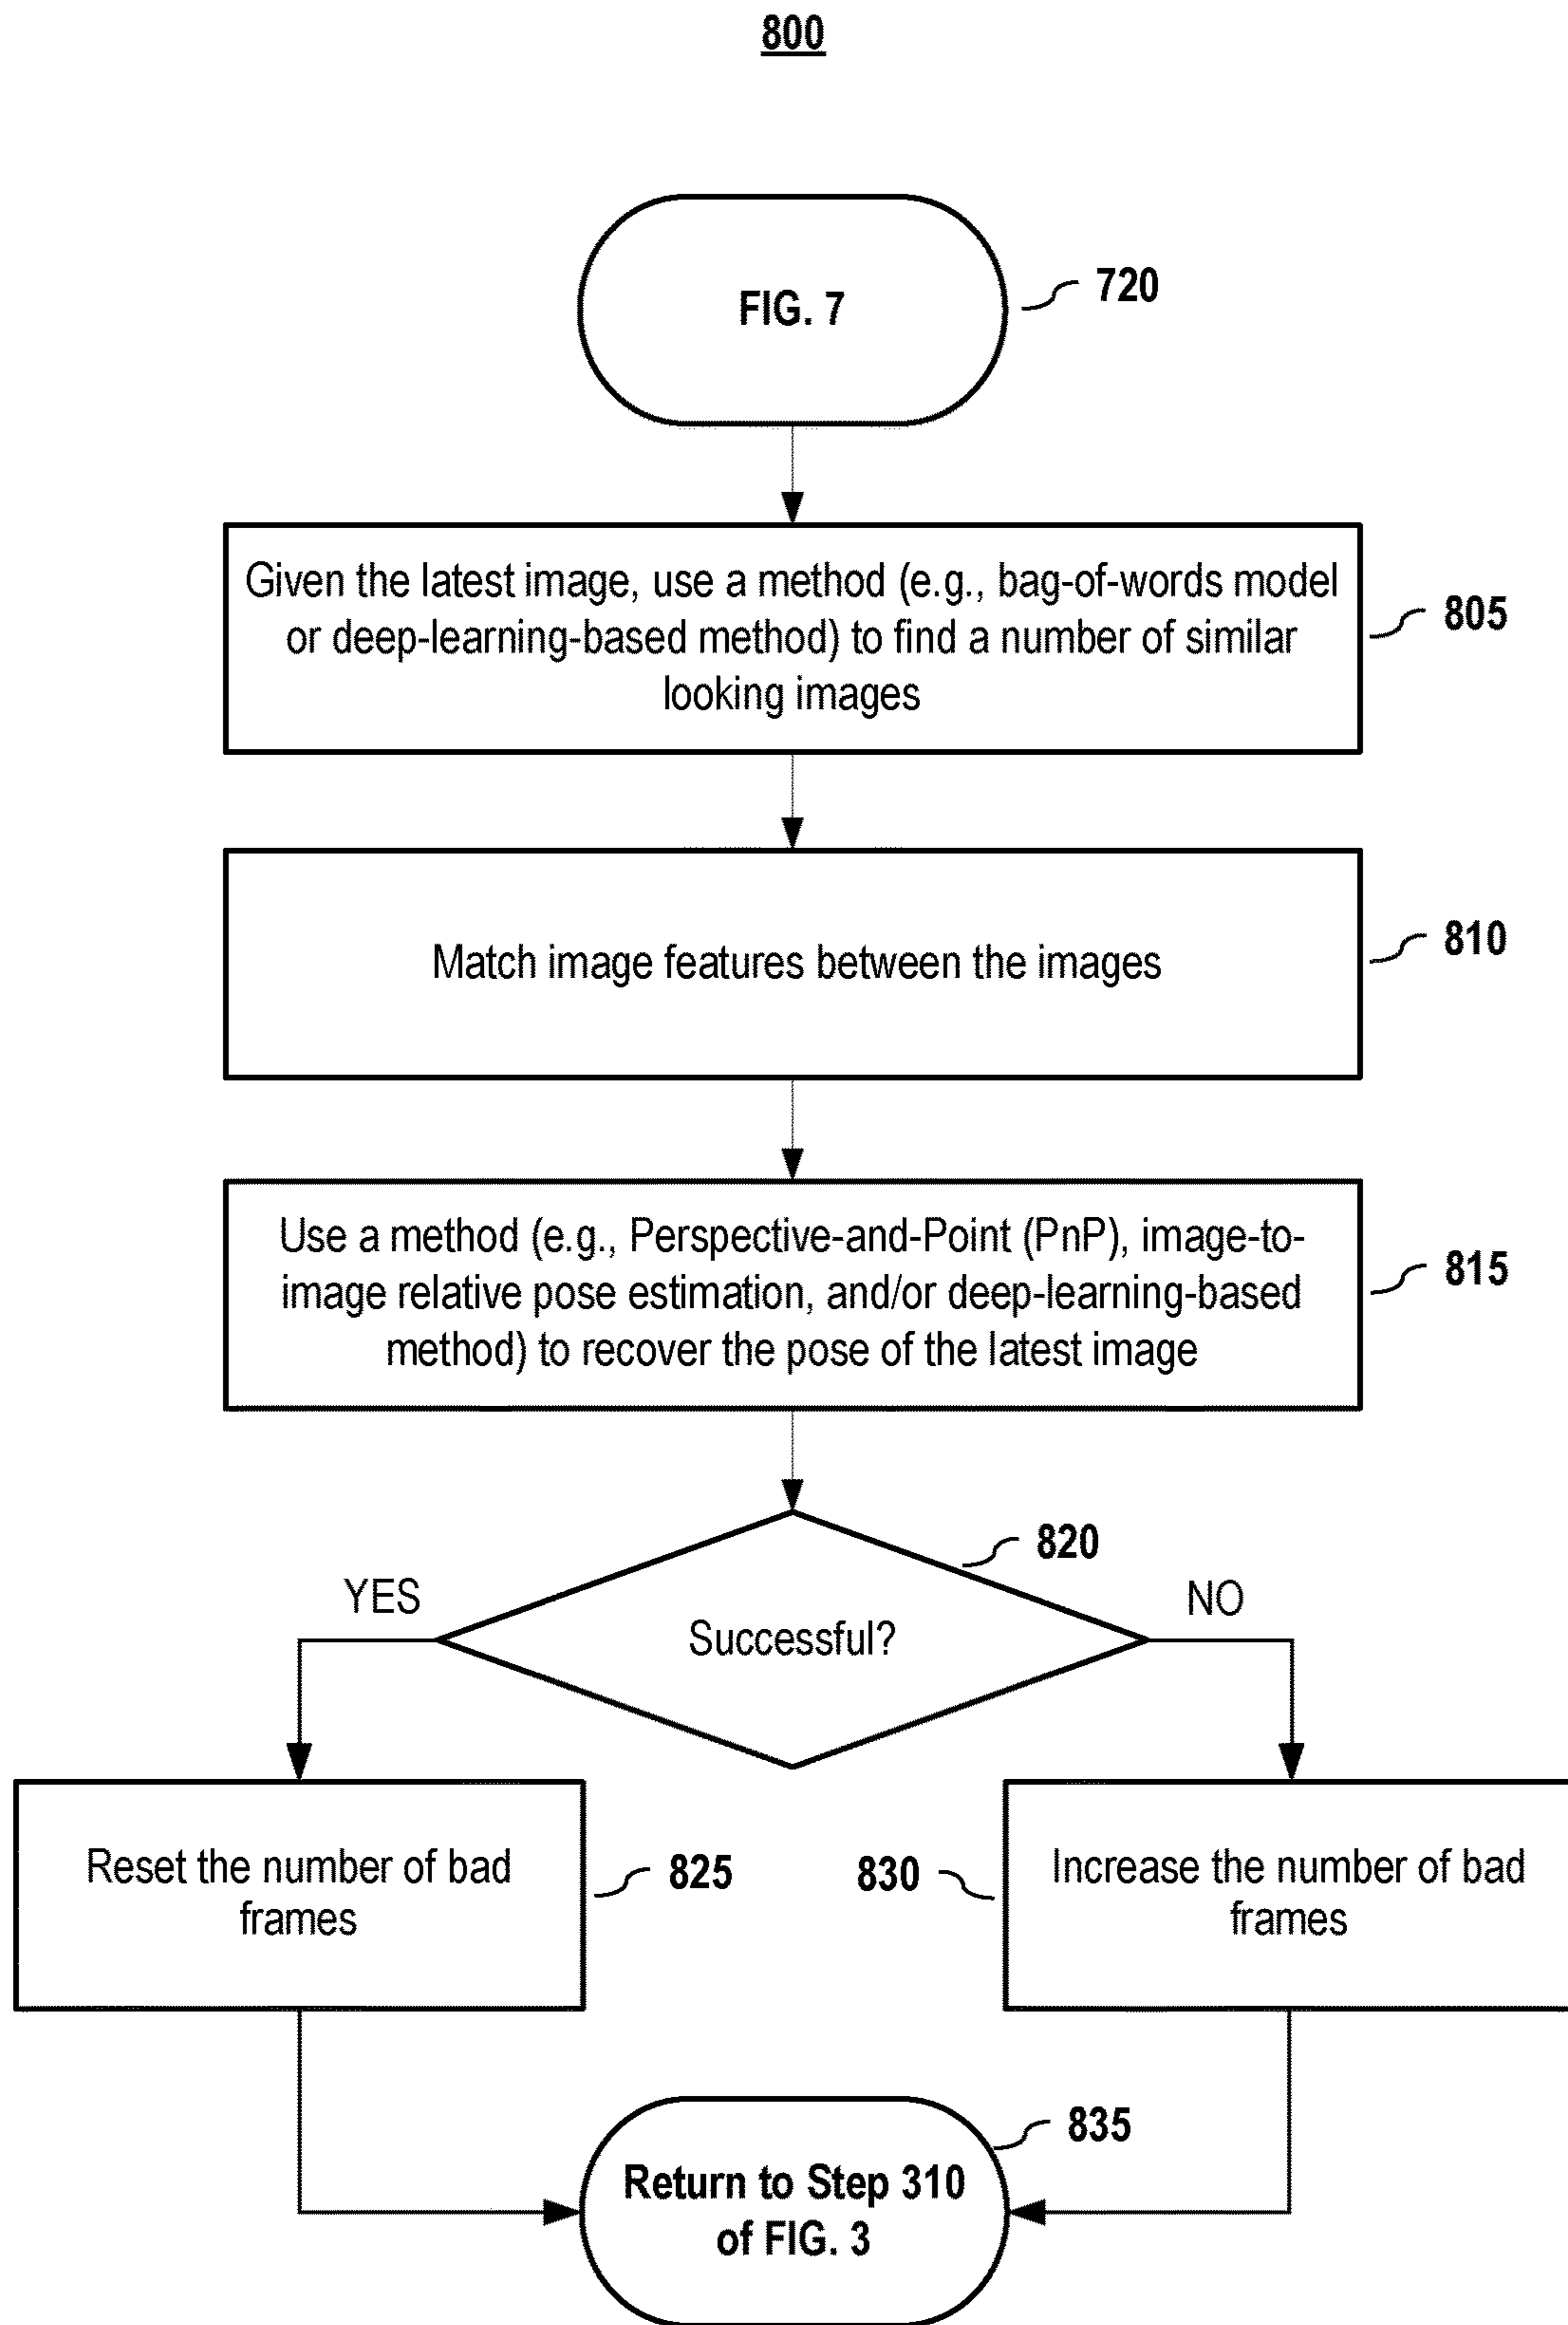 800
FIG. 7
720
Given the latest image, use a method (e.g., bag-of-words model
or deep-learning-based method) to find a number of similar
looking images
805
Match image features between the images
810
Use a method (e.g., Perspective-and-Point (PnP), image-to-
image relative pose estimation, and/or deep-learning-based
method) to recover the pose of the latest image
815
820
YES
Successful?
NO
Reset the number of bad
frames
825
830
Increase the number of bad
frames
835
Return to Step 310
of FIG. 3